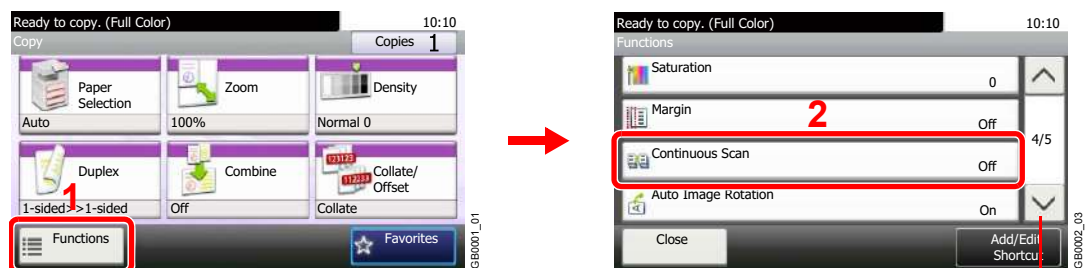 Ready to copy. (Full Color)
10:10
Copy
Copies 1
Paper
Selection
Auto
Zoom
100%
Density
Normal 0
Duplex
1-sided>>1-sided
Combine
Off
Collate/
Offset
Collate
1
Functions
Favorites
GB0001_01
Ready to copy. (Full Color)
10:10
Functions
Saturation
0
Margin
Off
2
Continuous Scan
Off
4/5
Auto Image Rotation
On
Close
Add/Edit
Shortcut
GB0002_03